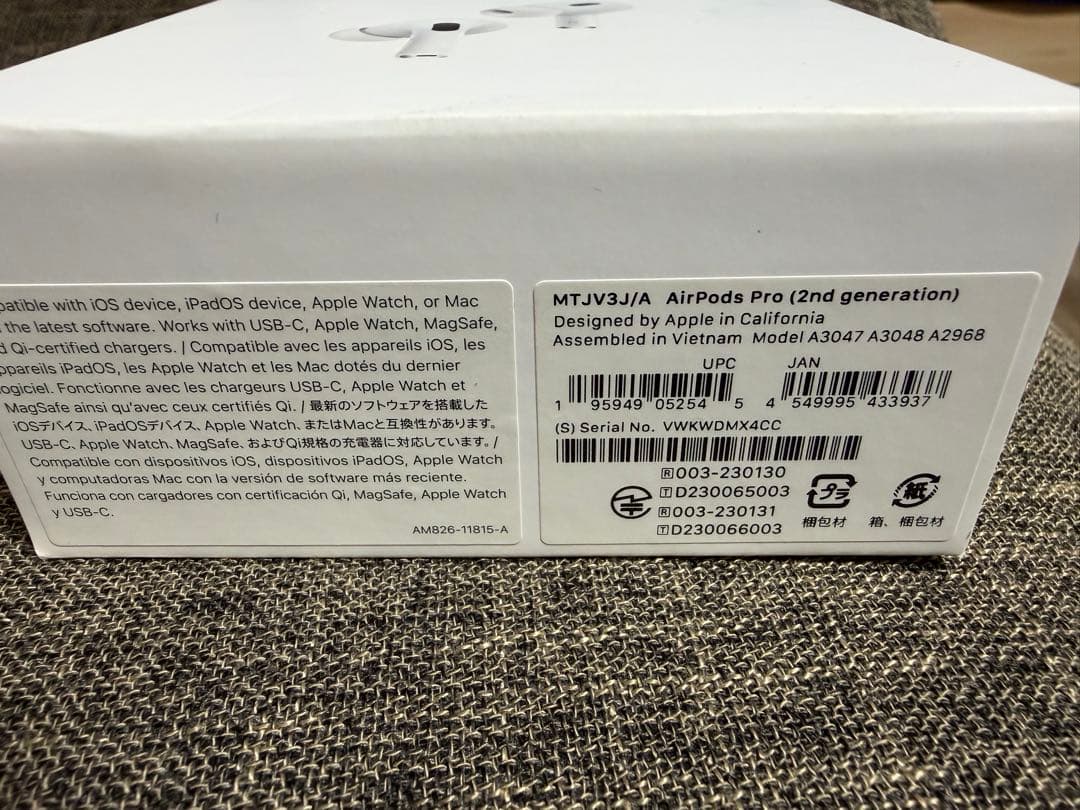 patible with iOS device, iPadOS device, Apple Watch, or Mac
the latest software. Works with USB-C, Apple Watch, MagSafe,
Qi-certified chargers. / Compatible avec les appareils iOS, les
appareils iPadOS, les Apple Watch et les Mac dotés du dernier
logiciel. Fonctionne avec les chargeurs USB-C, Apple Watch et
MagSafe ainsi qu'avec ceux certifiés Qi. / 最新のソフトウェアを搭載した
iOSデバイス、iPadOSデバイス、Apple Watch、またはMacと互換性があります。
USB-C、Apple Watch、MagSafe、およびQi規格の充電器に対応しています。 /
Compatible con dispositivos iOS, dispositivos iPadOS, Apple Watch
y computadoras Mac con la versión de software más reciente.
Funciona con cargadores con certificación Qi, MagSafe, Apple Watch
y USB-C.
AM826-11815-A
MTJV3J/A AirPods Pro (2nd generation)
Designed by Apple in California
Assembled in Vietnam Model A3047 A3048 A2968
UPC JAN
1 95949 05254 5 4 549995 433937
(S) Serial No. VWKWDMX4CC
R 003-230130
T D230065003
R 003-230131
T D230066003
プラ
梱包材
紙
箱、梱包材